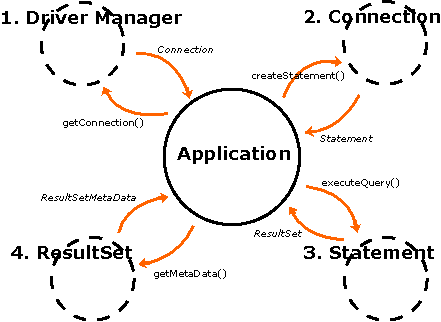 1. Driver Manager
2. Connection
Connection
createStatement()
getConnection()
Statement
Application
executeQuery()
ResultSetMetaData
ResultSet
4. ResultSet
3. Statement
getMetaData()